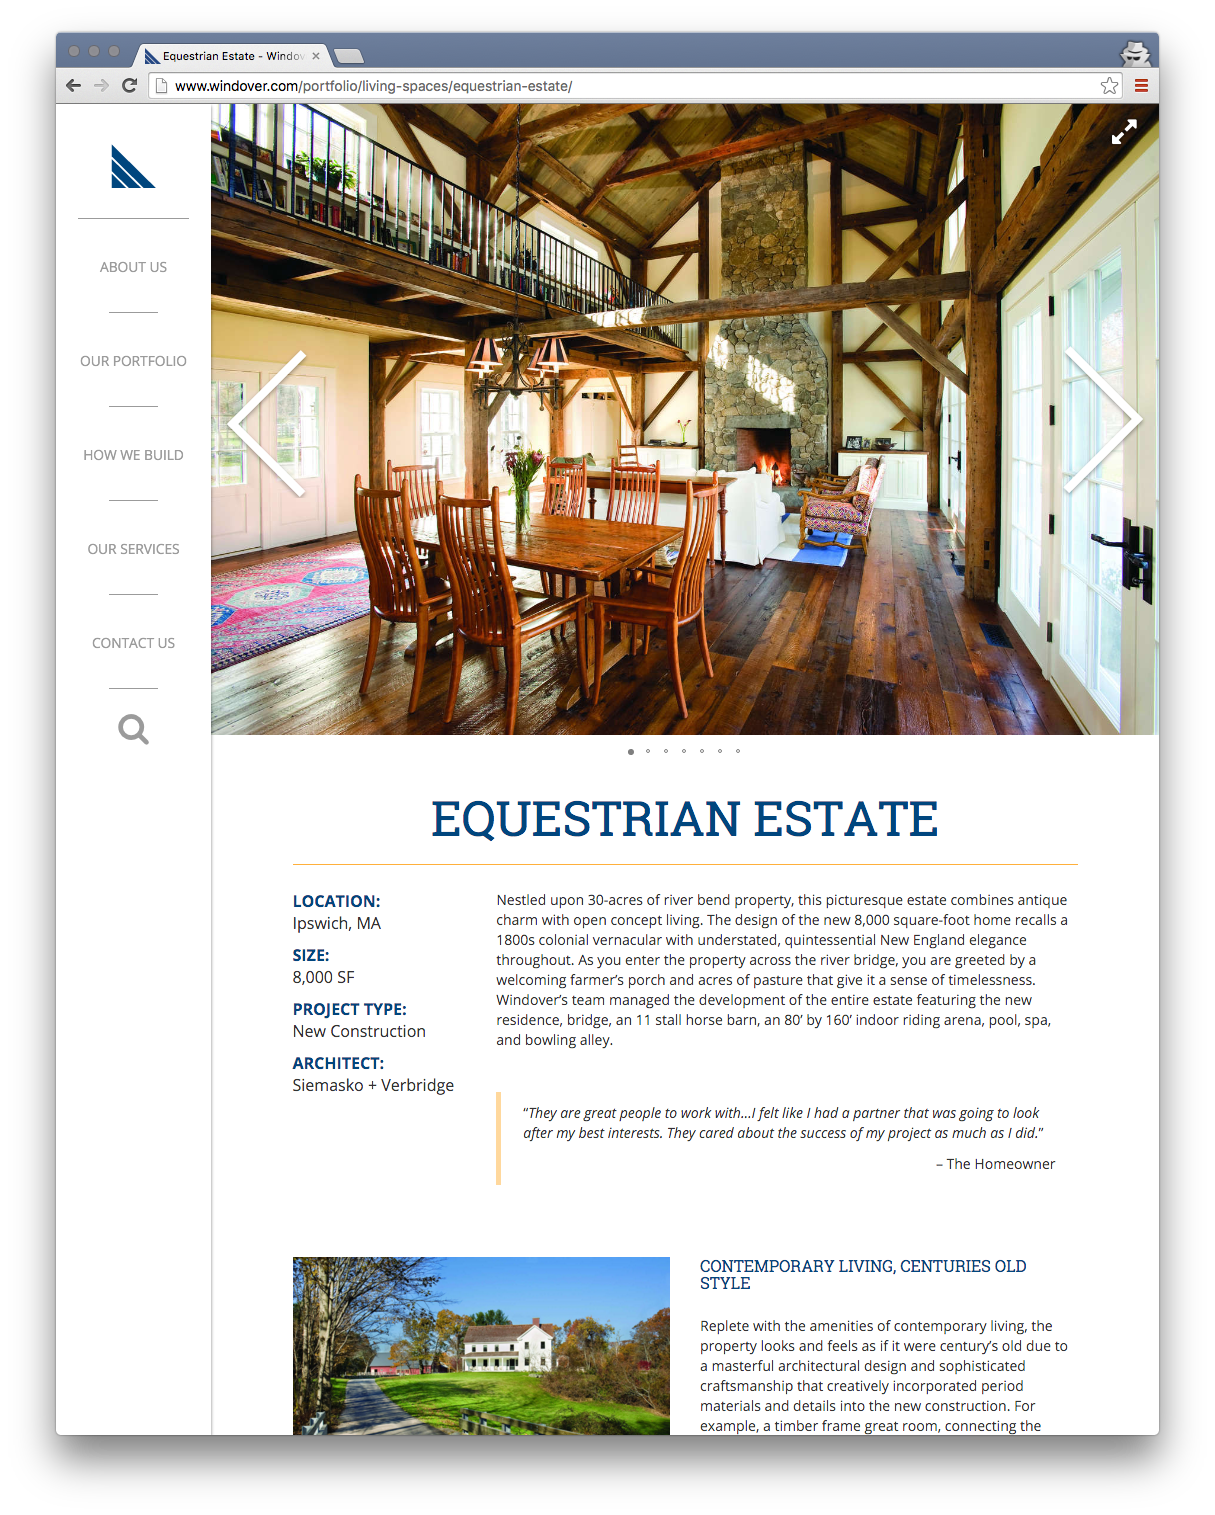 Equestrian Estate - Windov
www.windover.com/portfolio/living-spaces/equestrian-estate/
ABOUT US
OUR PORTFOLIO
HOW WE BUILD
OUR SERVICES
CONTACT US
EQUESTRIAN ESTATE
LOCATION:
Ipswich, MA
SIZE:
8,000 SF
PROJECT TYPE:
New Construction
ARCHITECT:
Siemasko + Verbridge
Nestled upon 30-acres of river bend property, this picturesque estate combines antique
charm with open concept living. The design of the new 8,000 square-foot home recalls a
1800s colonial vernacular with understated, quintessential New England elegance
throughout. As you enter the property across the river bridge, you are greeted by a
welcoming farmer’s porch and acres of pasture that give it a sense of timelessness.
Windover’s team managed the development of the entire estate featuring the new
residence, bridge, an 11 stall horse barn, an 80’ by 160’ indoor riding arena, pool, spa,
and bowling alley.
“They are great people to work with…I felt like I had a partner that was going to look
after my best interests. They cared about the success of my project as much as I did.”
– The Homeowner
CONTEMPORARY LIVING, CENTURIES OLD
STYLE
Replete with the amenities of contemporary living, the
property looks and feels as if it were century’s old due to
a masterful architectural design and sophisticated
craftsmanship that creatively incorporated period
materials and details into the new construction. For
example, a timber frame great room, connecting the